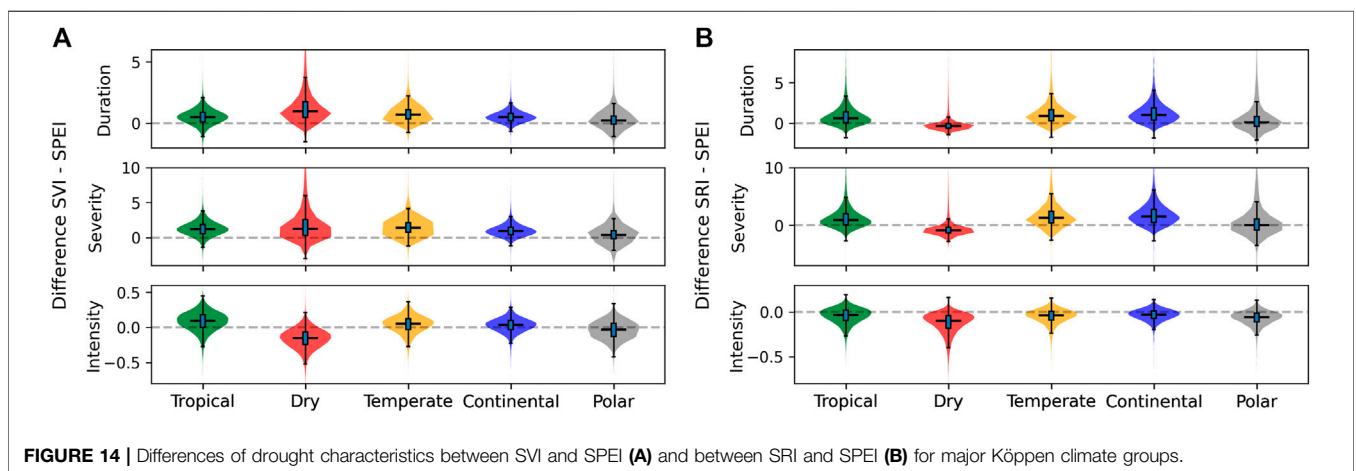 A
B
Difference SVI - SPEI
Duration
5
0
Severity
10
5
0
Intensity
0.5
0.0
−0.5
Tropical Dry Temperate Continental Polar
Difference SRI - SPEI
Duration
5
0
Severity
10
0
Intensity
0.0
−0.5
Tropical Dry Temperate Continental Polar
FIGURE 14 | Differences of drought characteristics between SVI and SPEI (A) and between SRI and SPEI (B) for major Köppen climate groups.